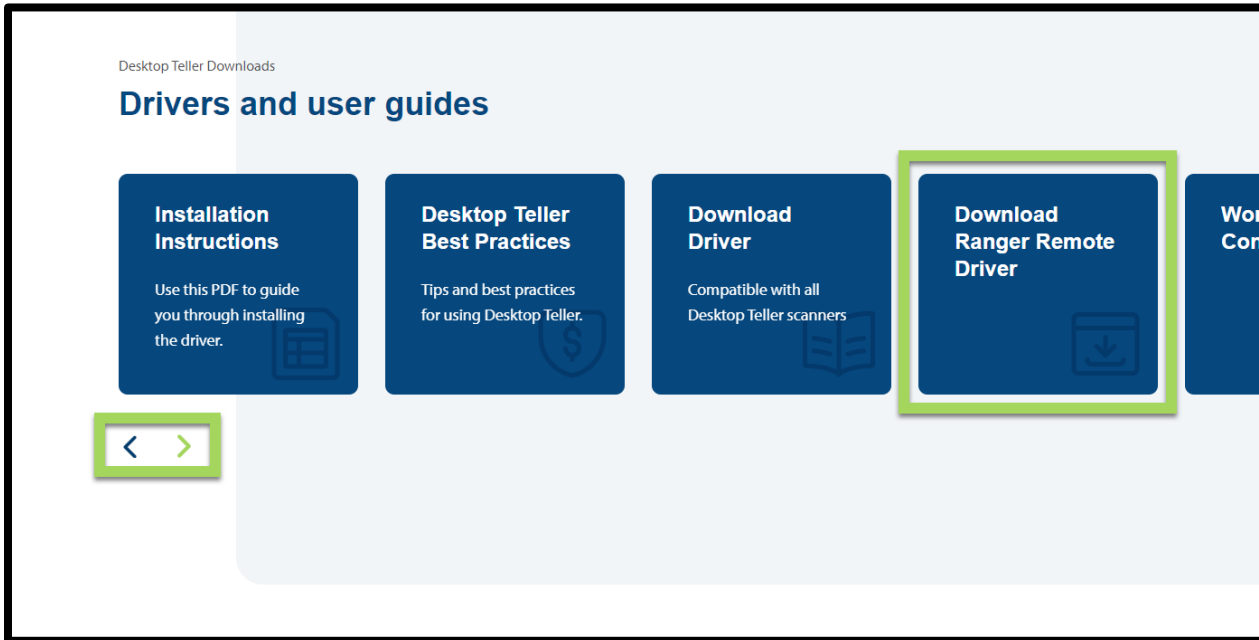 Desktop Teller Downloads
Drivers and user guides
Installation
Instructions
Use this PDF to guide
you through installing
the driver.
Desktop Teller
Best Practices
Tips and best practices
for using Desktop Teller.
Download
Driver
Compatible with all
Desktop Teller scanners
Download
Ranger Remote
Driver